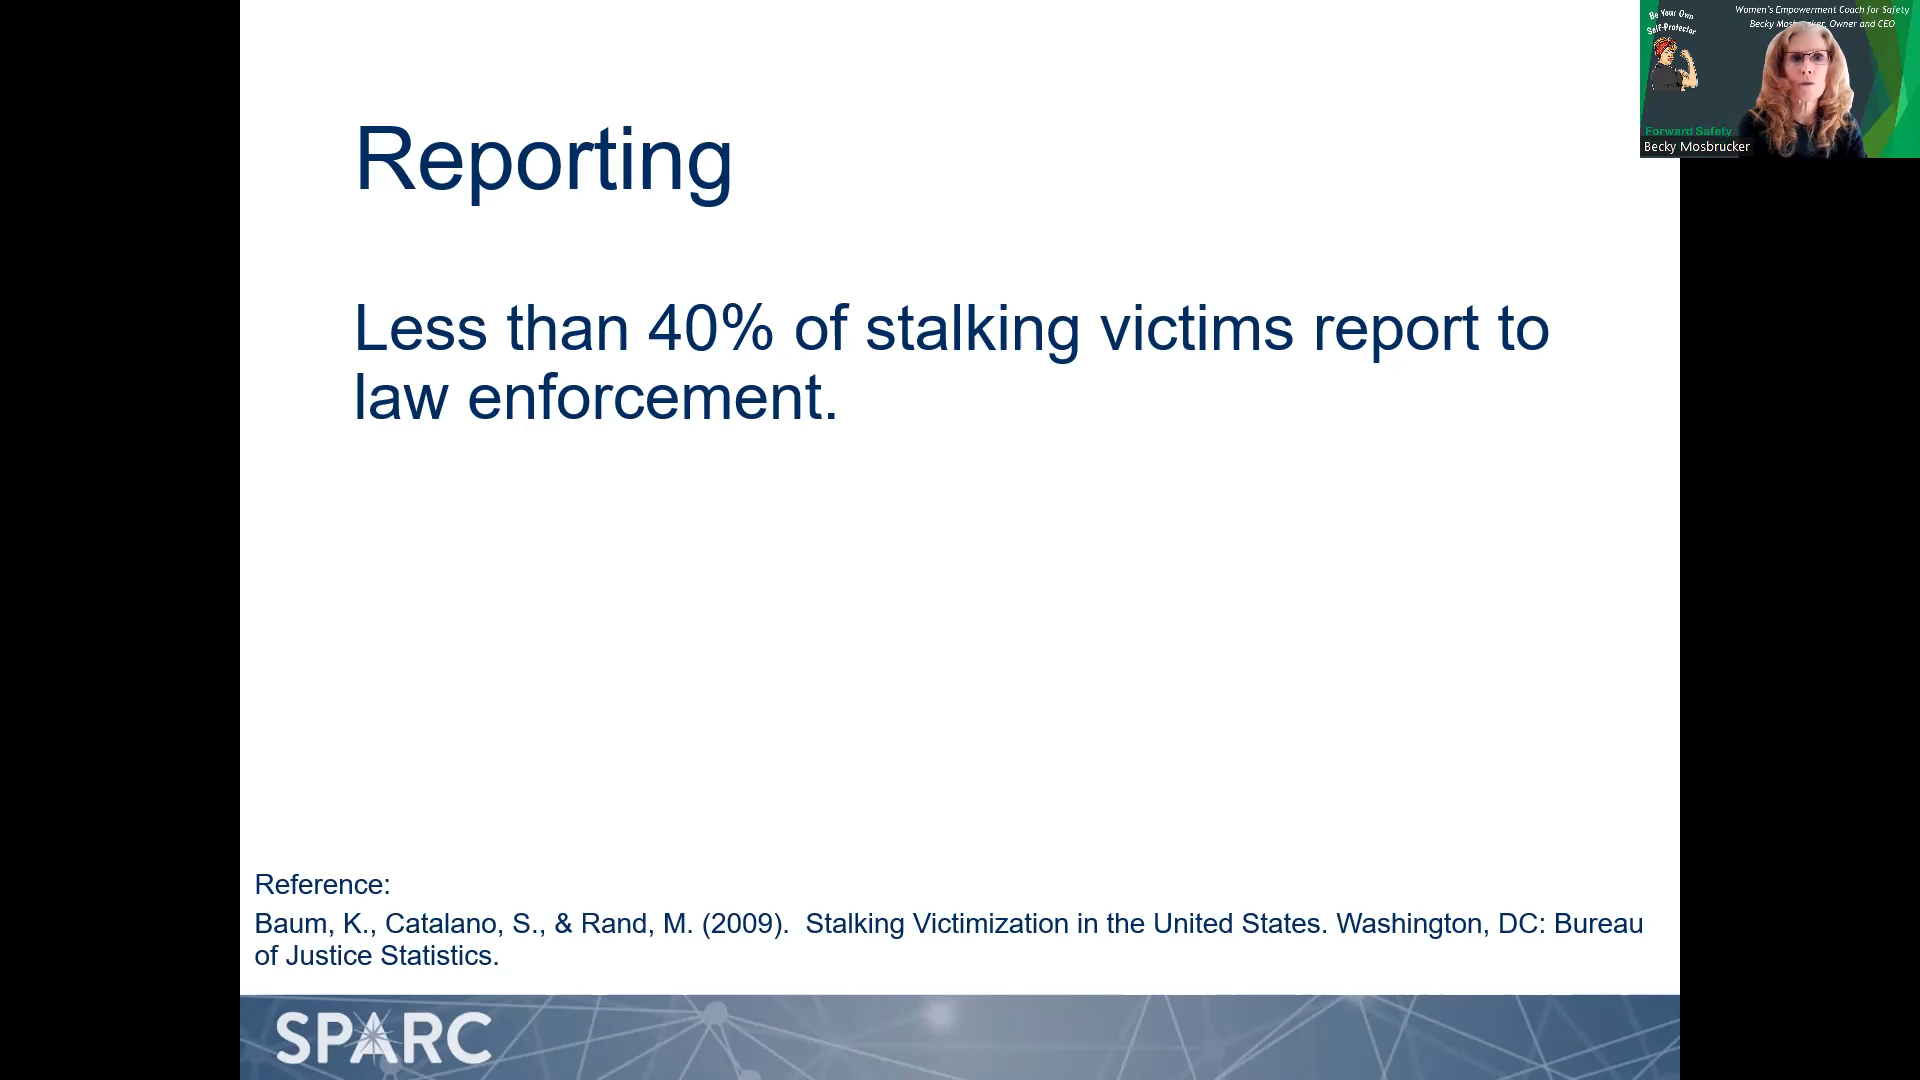 Reporting
Less than 40% of stalking victims report to
law enforcement.
Reference:
Baum, K., Catalano, S., & Rand, M. (2009).  Stalking Victimization in the United States. Washington, DC: Bureau
of Justice Statistics.
SPARC
Be Your Own
Self-Protector
Women's Empowerment Coach for Safety
Becky Owner and CEO
Forward Safety
Becky Mosbrucker